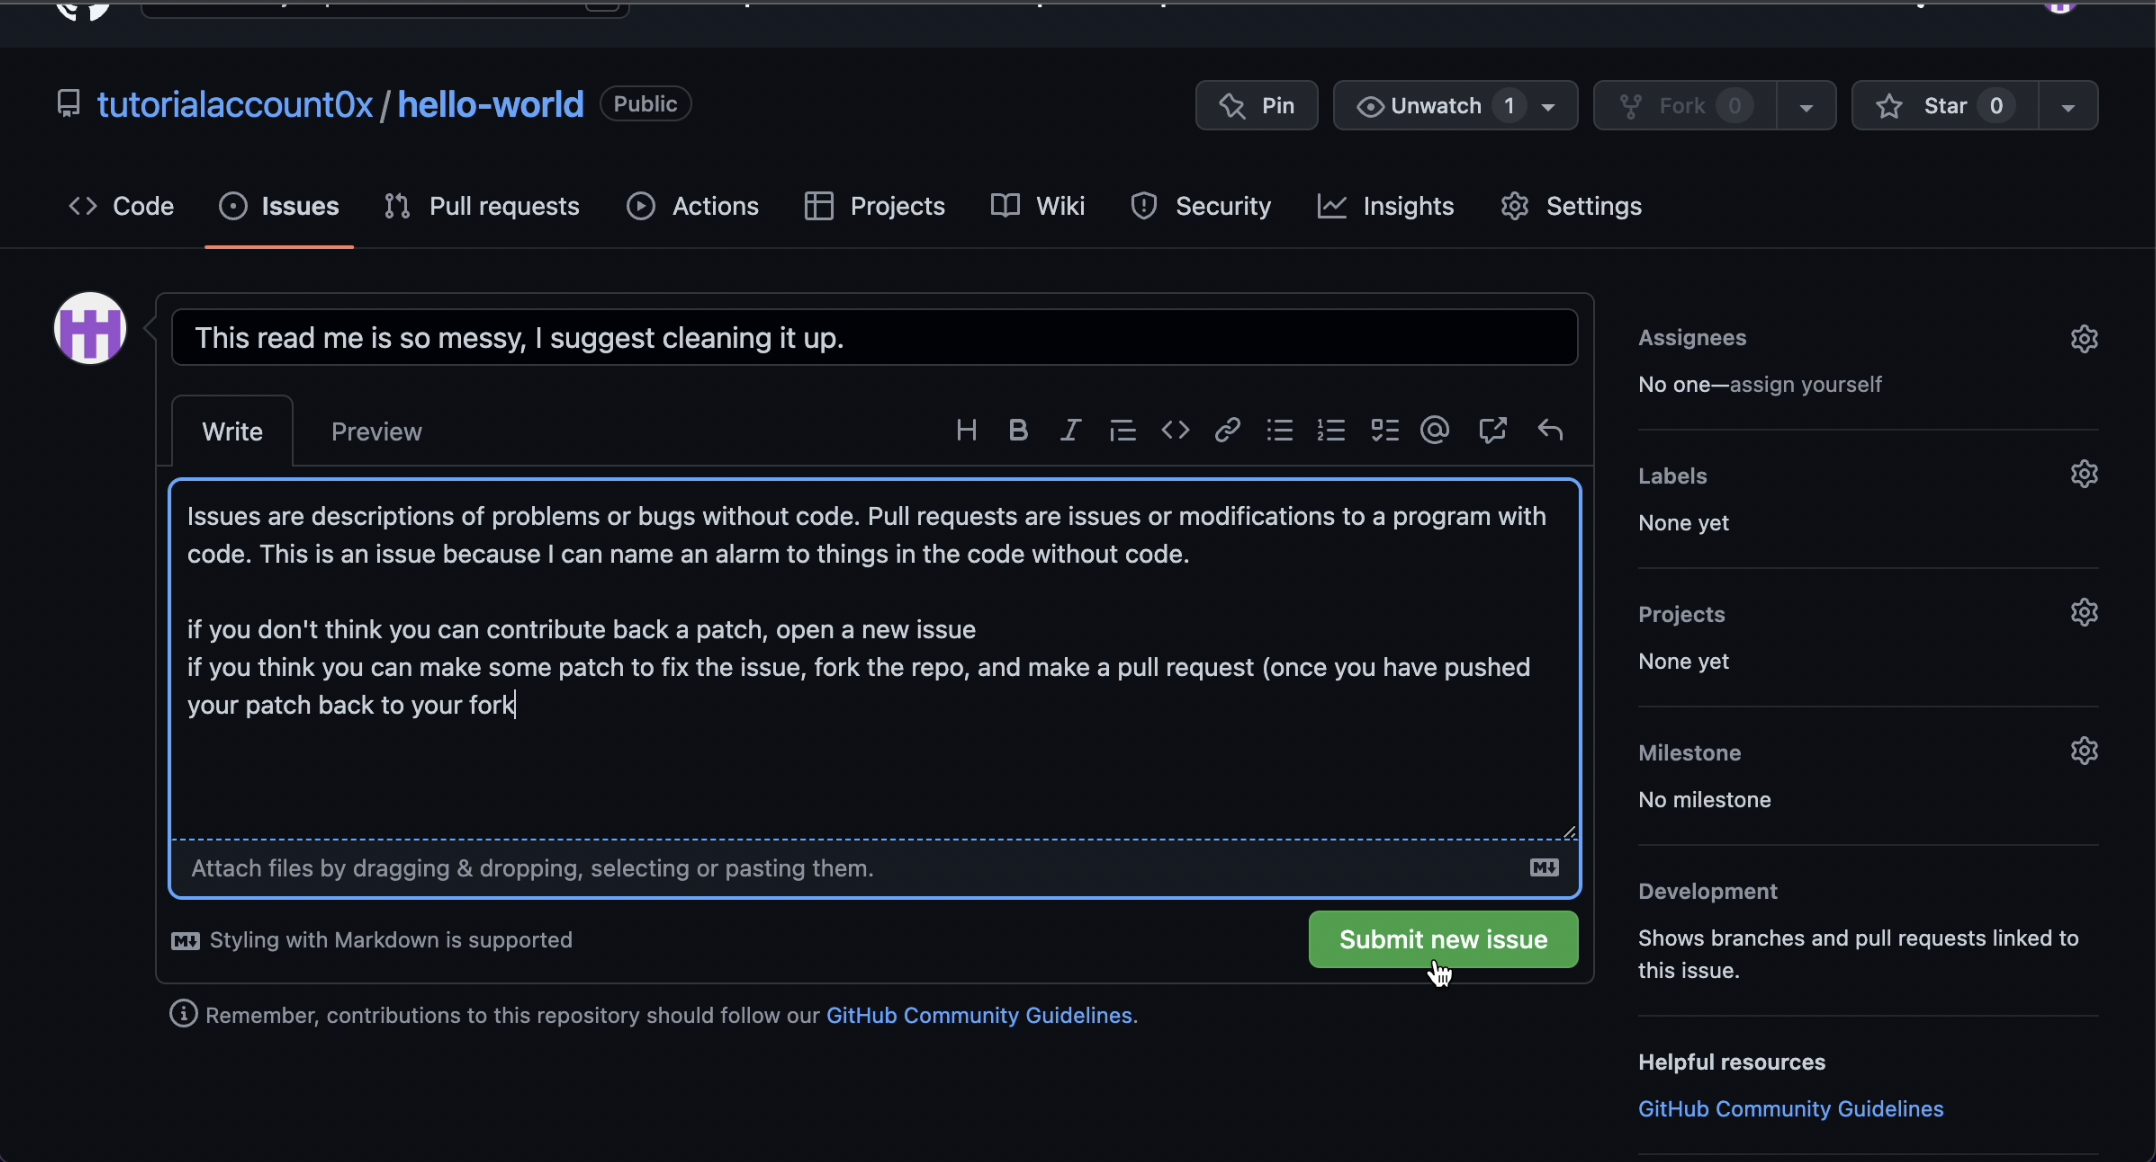 tutorialaccount0x / hello-world Public
Pin Unwatch 1 Fork 0 Star 0
Code Issues Pull requests Actions Projects Wiki Security Insights Settings
This read me is so messy, I suggest cleaning it up.
Write Preview
Issues are descriptions of problems or bugs without code. Pull requests are issues or modifications to a program with
code. This is an issue because I can name an alarm to things in the code without code.
if you don't think you can contribute back a patch, open a new issue
if you think you can make some patch to fix the issue, fork the repo, and make a pull request (once you have pushed
your patch back to your fork
Attach files by dragging & dropping, selecting or pasting them.
Styling with Markdown is supported
Submit new issue
Remember, contributions to this repository should follow our GitHub Community Guidelines.
Assignees
No one—assign yourself
Labels
None yet
Projects
None yet
Milestone
No milestone
Development
Shows branches and pull requests linked to
this issue.
Helpful resources
GitHub Community Guidelines